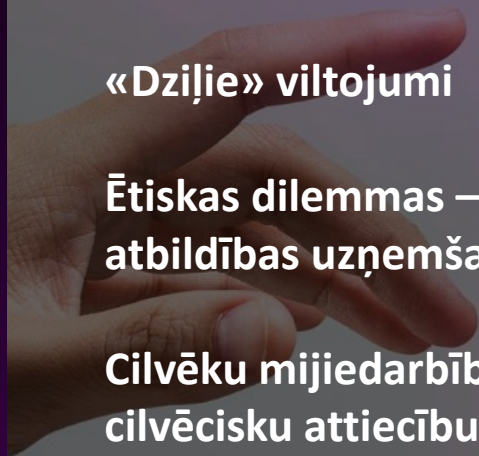 «Dziļie» viltojumi
Ētiskas dilemmas –
atbildības uzņemša
Cilvēku mijiedarbīb
cilvēcisku attiecību